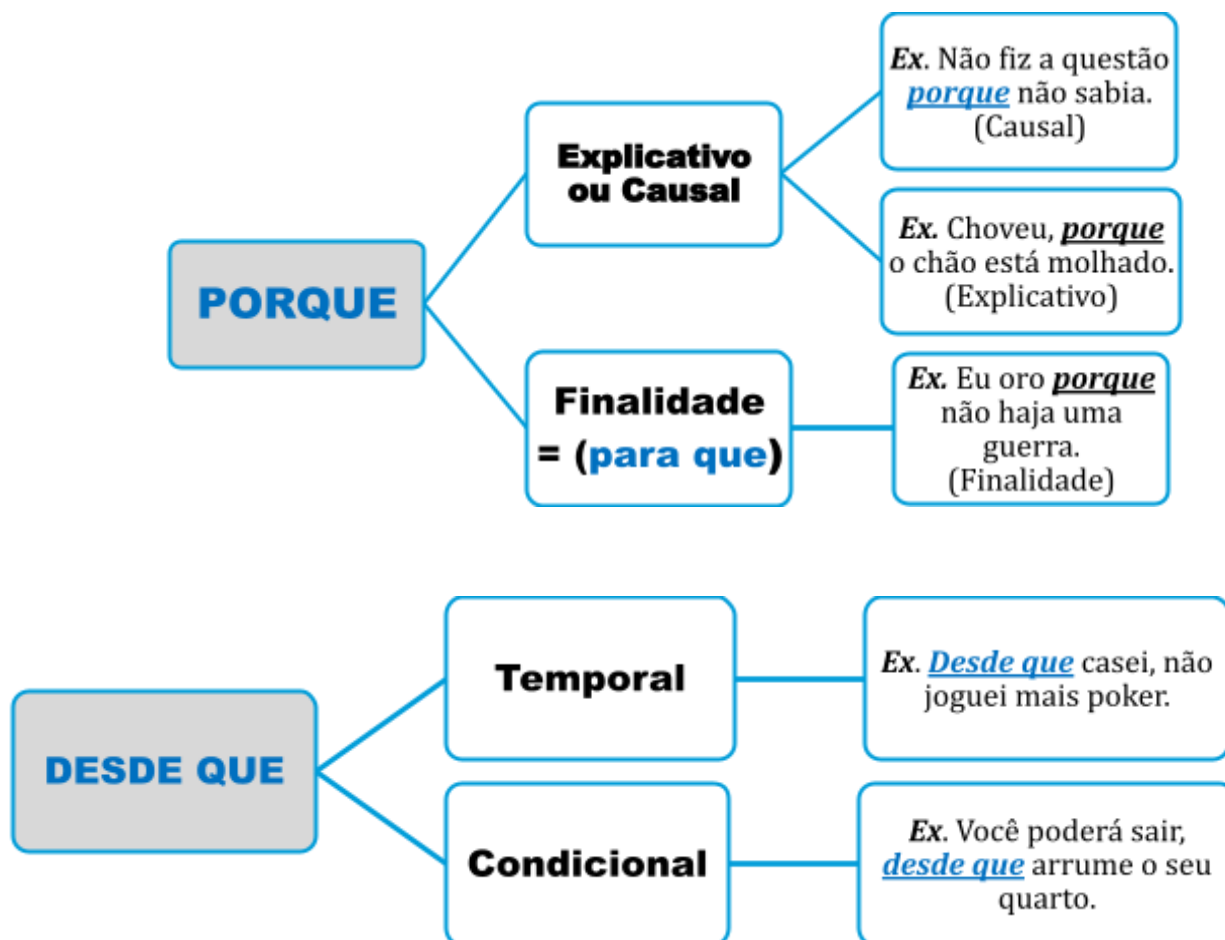 PORQUE
Explicativo
ou Causal
Ex. Não fiz a questão
porque não sabia.
(Causal)
Ex. Choveu, porque
o chão está molhado.
(Explicativo)
Finalidade
= (para que)
Ex. Eu oro porque
não haja uma
guerra.
(Finalidade)
DESDE QUE
Temporal
Ex. Desde que casei, não
joguei mais poker.
Condicional
Ex. Você poderá sair,
desde que arrume o seu
quarto.